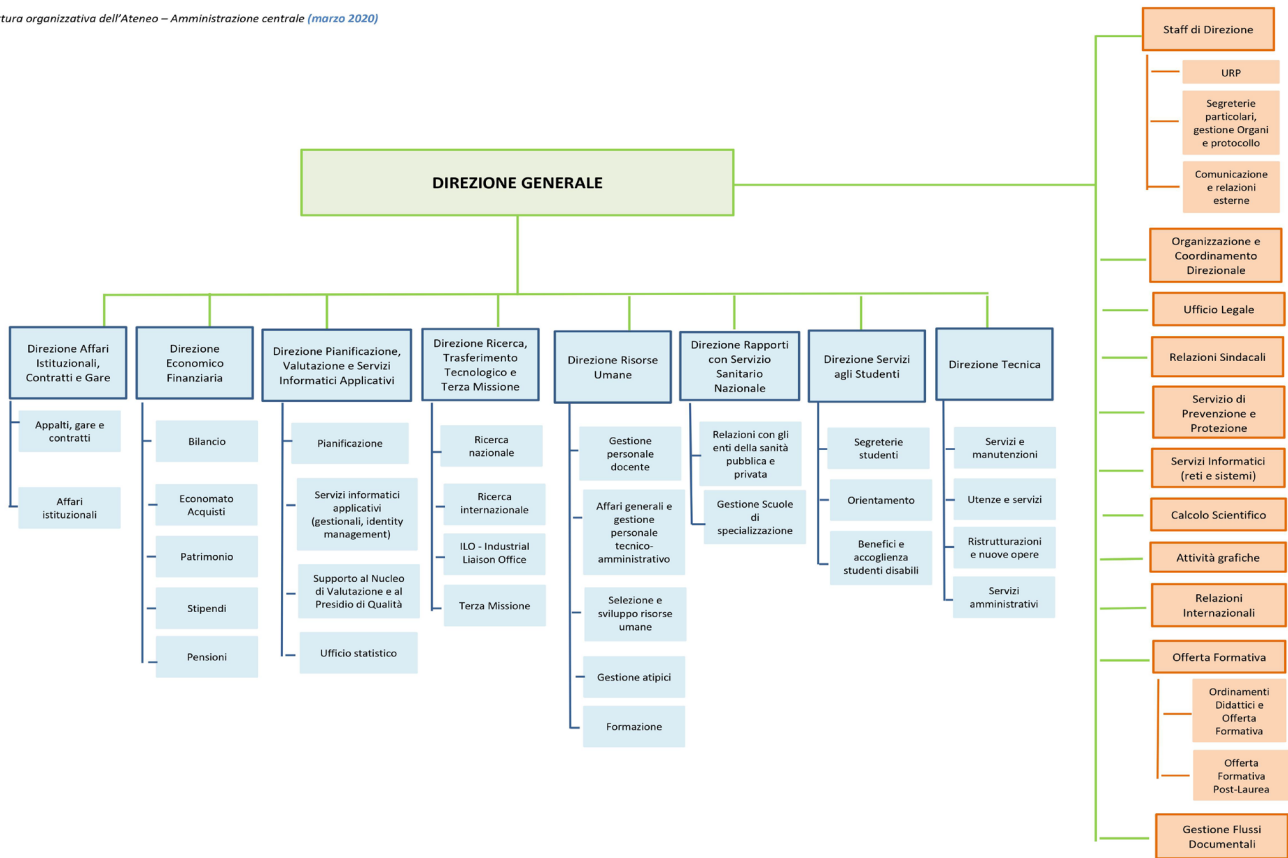 tura organizzativa dell'Ateneo – Amministrazione centrale (marzo 2020)
DIREZIONE GENERALE
Direzione Affari
Istituzionali,
Contratti e Gare
Appalti, gare e
contratti
Affari
istituzionali
Direzione
Economico
Finanziaria
Bilancio
Economato
Acquisti
Patrimonio
Stipendi
Pensioni
Direzione Pianificazione,
Valutazione e Servizi
Informatici Applicativi
Pianificazione
Servizi informatici
applicativi
(gestionali, identity
management)
Supporto al Nucleo
di Valutazione e al
Presidio di Qualità
Ufficio statistico
Direzione Ricerca,
Trasferimento
Tecnologico e
Terza Missione
Ricerca
nazionale
Ricerca
internazionale
ILO - Industrial
Liaison Office
Terza Missione
Direzione Risorse
Umane
Gestione
personale
docente
Affari generali e
gestione
personale
tecnico-
amministrativo
Selezione e
sviluppo risorse
umane
Gestione atipici
Formazione
Direzione Rapporti
con Servizio
Sanitario
Nazionale
Relazioni con gli
enti della sanità
pubblica e
privata
Gestione Scuole
di
specializzazione
Direzione Servizi
agli Studenti
Segreterie
studenti
Orientamento
Benefici e
accoglienza
studenti disabili
Direzione Tecnica
Servizi e
manutenzioni
Utenze e servizi
Ristrutturazioni
e nuove opere
Servizi
amministrativi
Staff di Direzione
URP
Segreterie
particolari,
gestione Organi
e protocollo
Comunicazione
e relazioni
esterne
Organizzazione e
Coordinamento
Direzionale
Ufficio Legale
Relazioni Sindacali
Servizio di
Prevenzione e
Protezione
Servizi Informatici
(reti e sistemi)
Calcolo Scientifico
Attività grafiche
Relazioni
Internazionali
Offerta Formativa
Ordinamenti
Didattici e
Offerta
Formativa
Offerta
Formativa
Post-Laurea
Gestione Flussi
Documentali